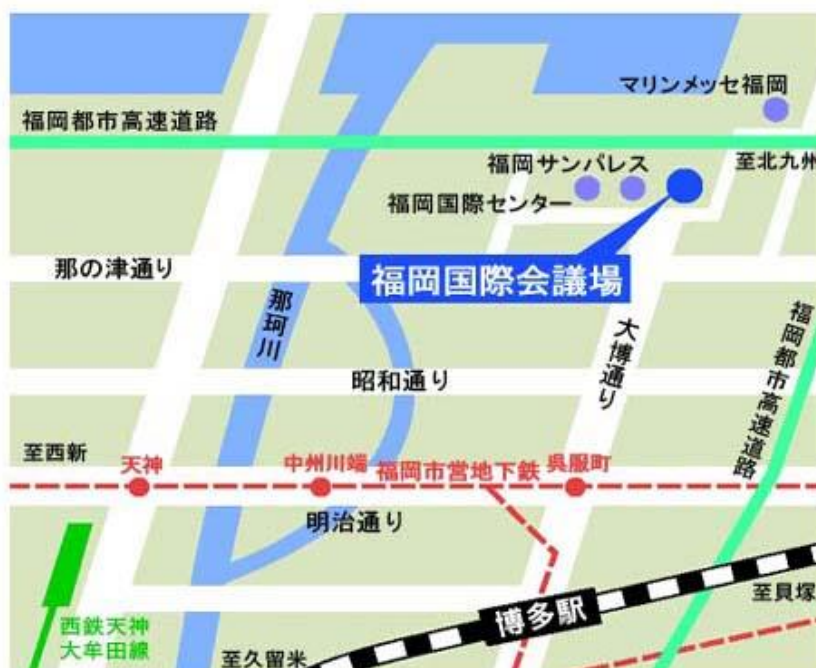 マリンメッセ福岡
福岡都市高速道路
福岡サンパレス
至北九州
福岡国際センター
那の津通り
福岡国際会議場
那珂川
大博通り
福岡都市高速道路
昭和通り
至西新
天神
中州川端
福岡市営地下鉄
呉服町
明治通り
博多駅
至貝塚
西鉄天神
大牟田線
至久留米